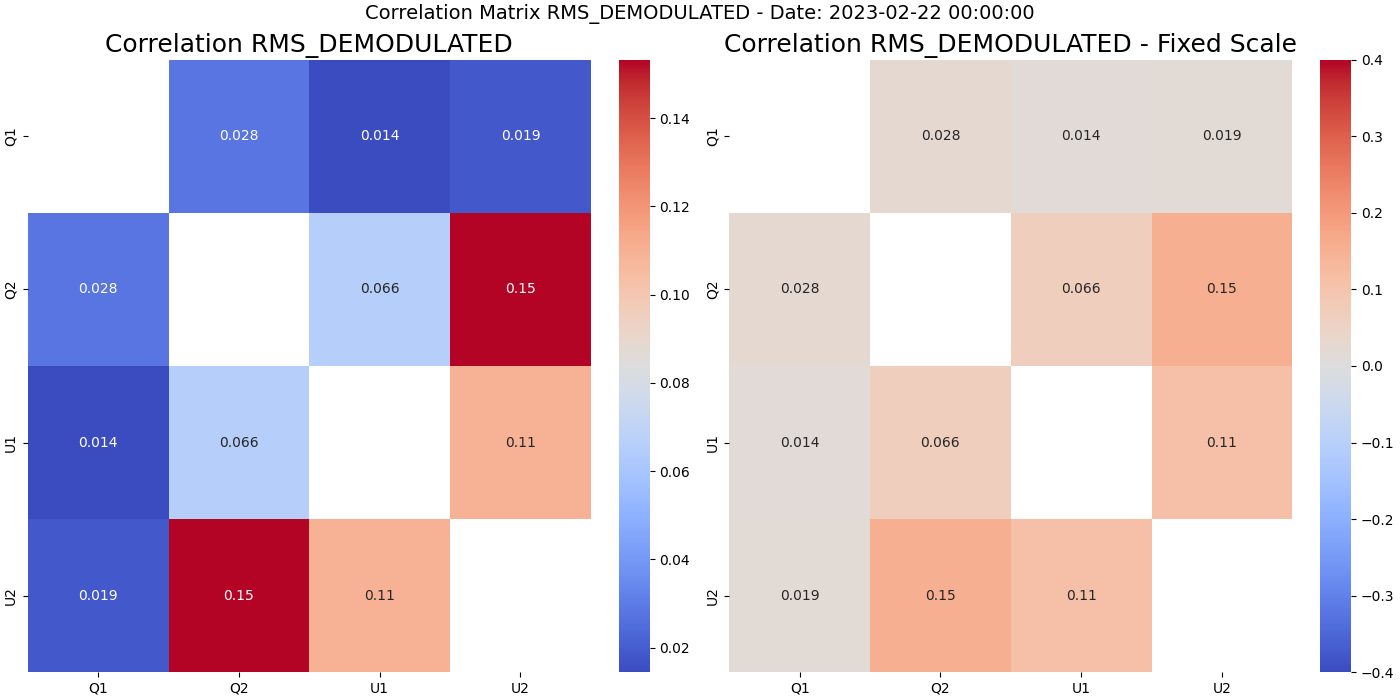 Correlation Matrix RMS_DEMODULATED - Date: 2023-02-22 00:00:00
Correlation RMS_DEMODULATED
Q1
0.028
0.014
0.019
Q2
0.028
0.066
0.15
U1
0.014
0.066
0.11
U2
0.019
0.15
0.11
Q1
Q2
U1
U2
0.14
0.12
0.10
0.08
0.06
0.04
0.02
Correlation RMS_DEMODULATED - Fixed Scale
Q1
0.028
0.014
0.019
Q2
0.028
0.066
0.15
U1
0.014
0.066
0.11
U2
0.019
0.15
0.11
Q1
Q2
U1
U2
0.4
0.3
0.2
0.1
0.0
−0.1
−0.2
−0.3
−0.4